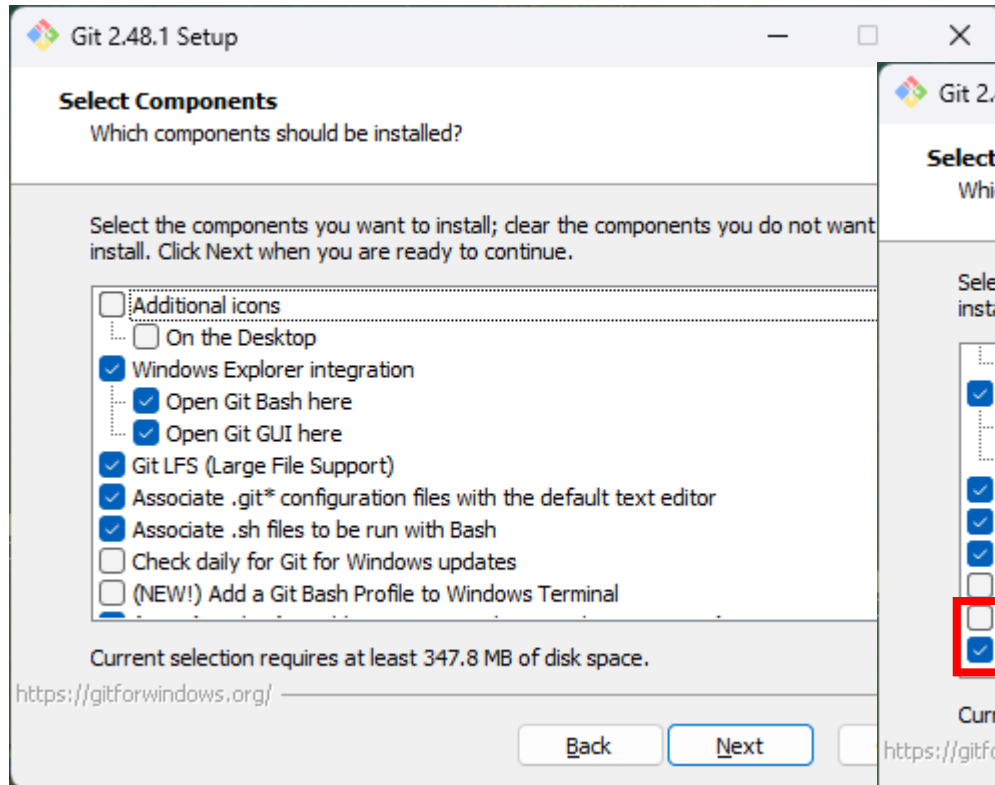 Git 2.48.1 Setup
Select Components
Which components should be installed?
Select the components you want to install; clear the components you do not want
install. Click Next when you are ready to continue.
Additional icons
On the Desktop
Windows Explorer integration
Open Git Bash here
Open Git GUI here
Git LFS (Large File Support)
Associate .git* configuration files with the default text editor
Associate .sh files to be run with Bash
Check daily for Git for Windows updates
(NEW!) Add a Git Bash Profile to Windows Terminal
Current selection requires at least 347.8 MB of disk space.
https://gitforwindows.org/
Back
Next
Git 2.
Select
Whi
Sele
inst
Curr
https://gitfo